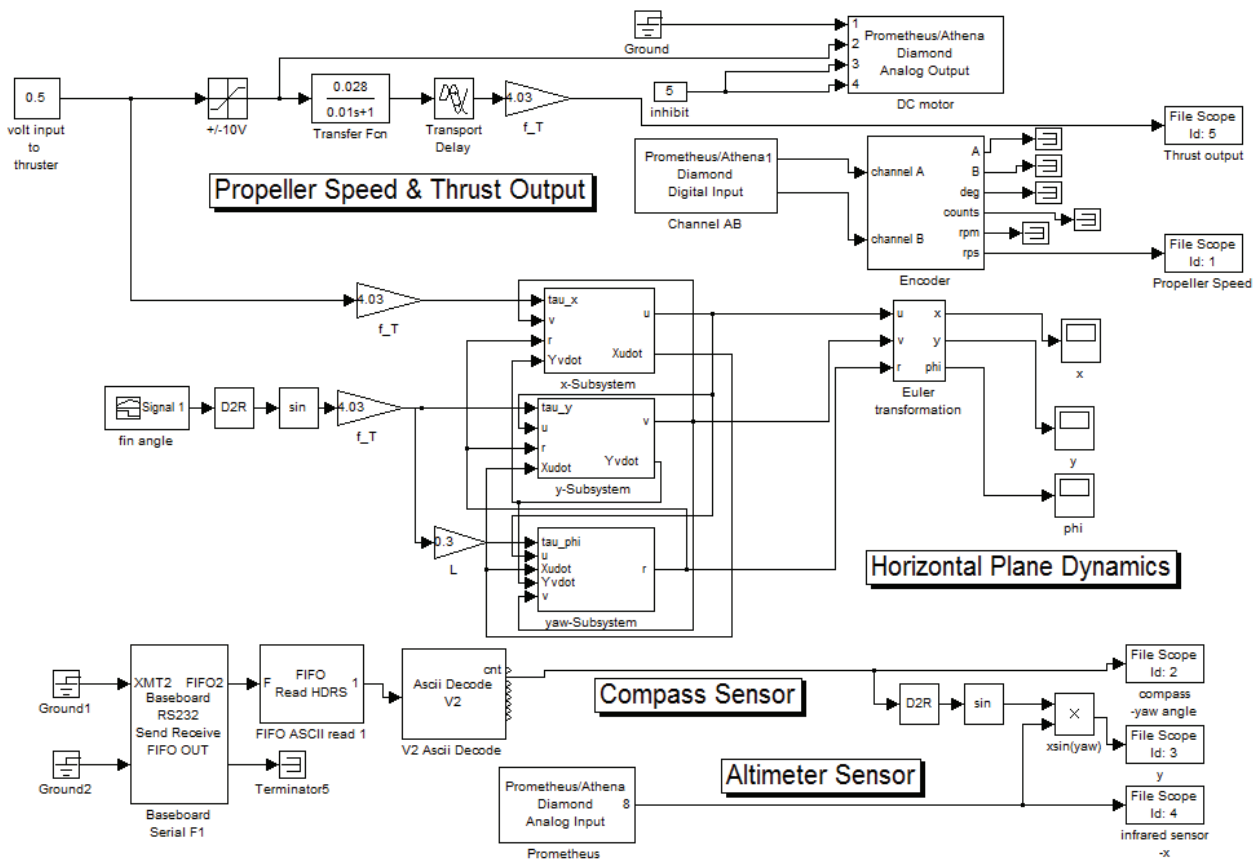 Ground
1
2
3
4
Prometheus/Athena
Diamond
Analog Output
DC motor
0.5
volt input
to
thruster
+/-10V
0.028
0.01s+1
Transfer Fcn
Transport
Delay
4.03
f_T
5
inhibit
File Scope
Id: 5
Thrust output
Propeller Speed & Thrust Output
Prometheus/Athena1
Diamond
Digital Input
Channel AB
channel A
channel B
A
B
deg
counts
rpm
rps
Encoder
File Scope
Id: 1
Propeller Speed
4.03
f_T
tau_x
v
r
Yvdot
u
Xudot
x-Subsystem
u
v
r
x
y
phi
Euler
transformation
x
y
phi
Signal 1
fin angle
D2R
sin
4.03
f_T
tau_y
u
r
Xudot
v
Yvdot
y-Subsystem
0.3
L
tau_phi
u
Xudot
Yvdot
v
r
yaw-Subsystem
Horizontal Plane Dynamics
Ground1
Ground2
XMT2 FIFO2
Baseboard
RS232
Send Receive
FIFO OUT
Baseboard
Serial F1
F
FIFO
Read HDRS
1
FIFO ASCII read 1
Terminator5
cnt
Ascii Decode
V2
V2 Ascii Decode
Compass Sensor
D2R
sin
xsin(yaw)
File Scope
Id: 2
compass
-yaw angle
File Scope
Id: 3
y
Altimeter Sensor
Prometheus/Athena
Diamond
Analog Input
8
Prometheus
File Scope
Id: 4
infrared sensor
-x